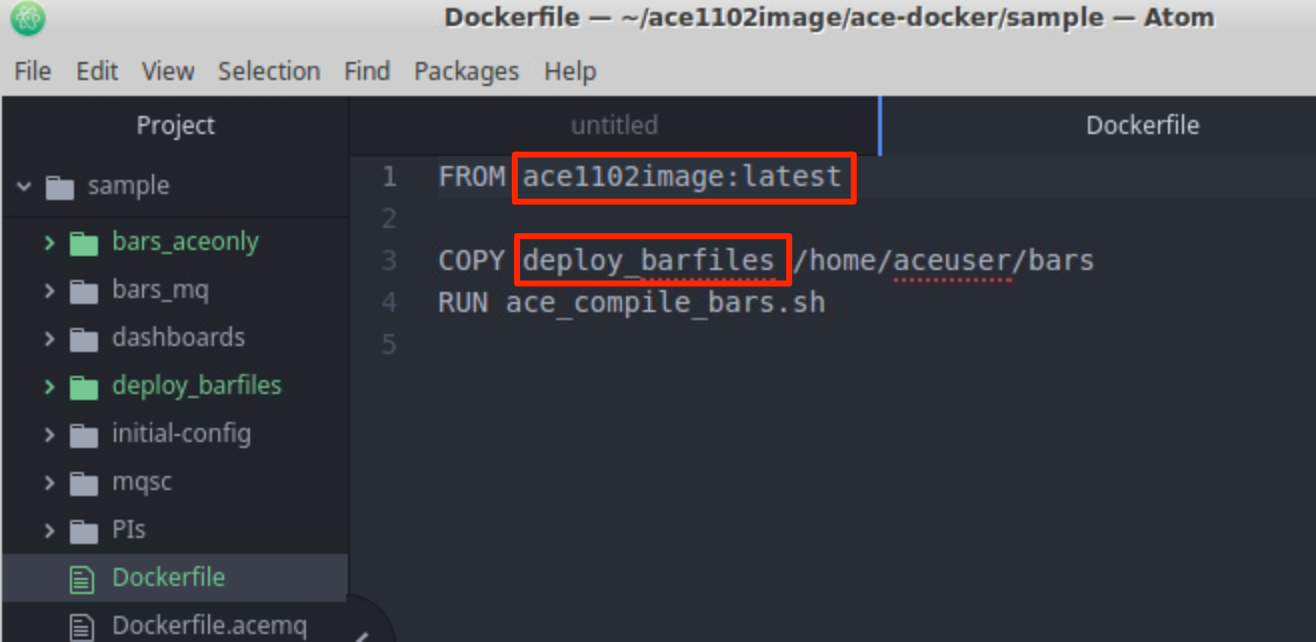 Dockerfile — ~/ace1102image/ace-docker/sample — Atom
File Edit View Selection Find Packages Help
Project
sample
bars_aceonly
bars_mq
dashboards
deploy_barfiles
initial-config
mqsc
PIs
Dockerfile
Dockerfile.acemq
untitled
Dockerfile
1 FROM ace1102image:latest
2
3 COPY deploy_barfiles /home/aceuser/bars
4 RUN ace_compile_bars.sh
5